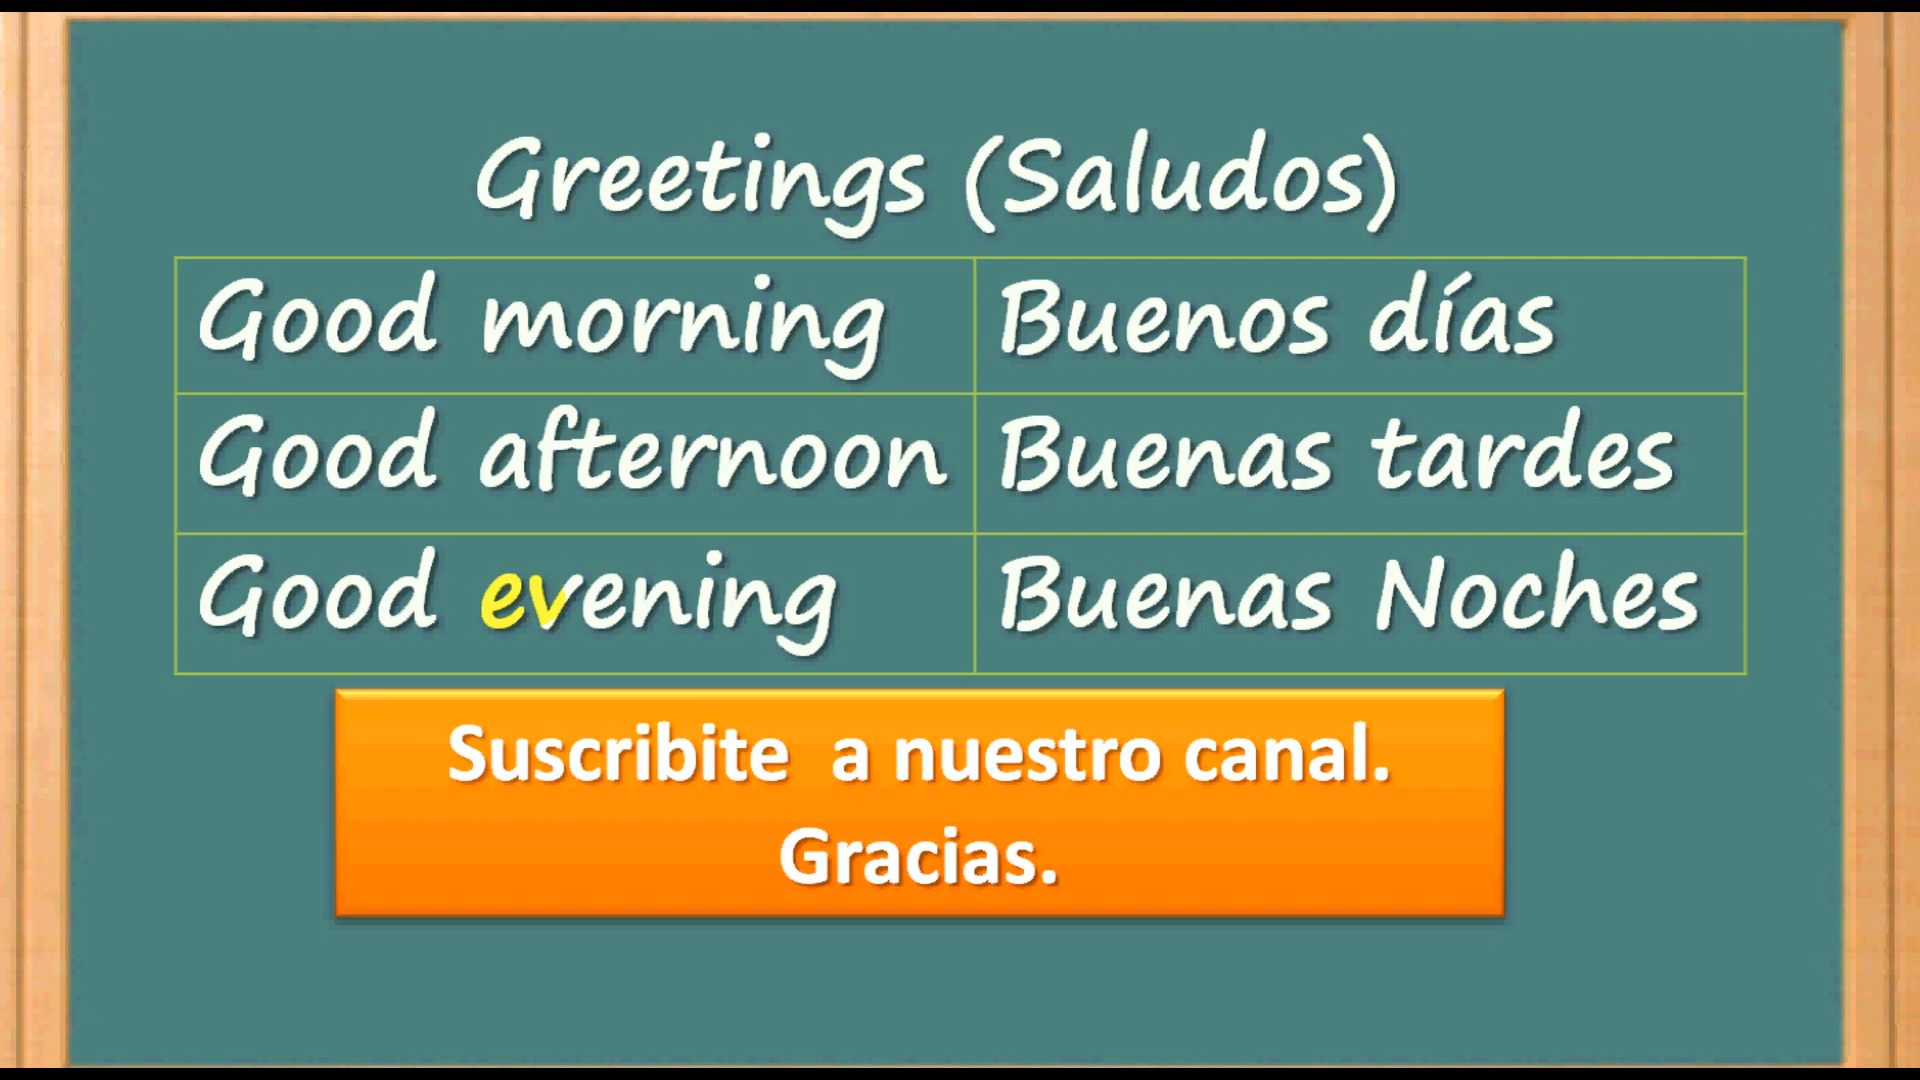 Greetings (Saludos)
Good morning Buenos días
Good afternoon Buenas tardes
Good evening Buenas Noches
Suscribite a nuestro canal.
Gracias.